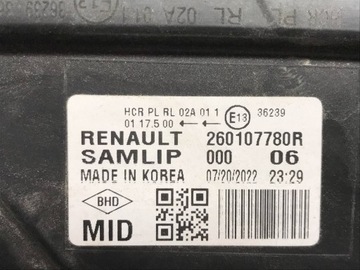 HCR PL RL 02A 01 1 E13 36239
01 17.5 00 ← ←→
RENAULT 260107780R
SAMLIP 000 06
MADE IN KOREA 07/20/2022 23:29
BHD
MID